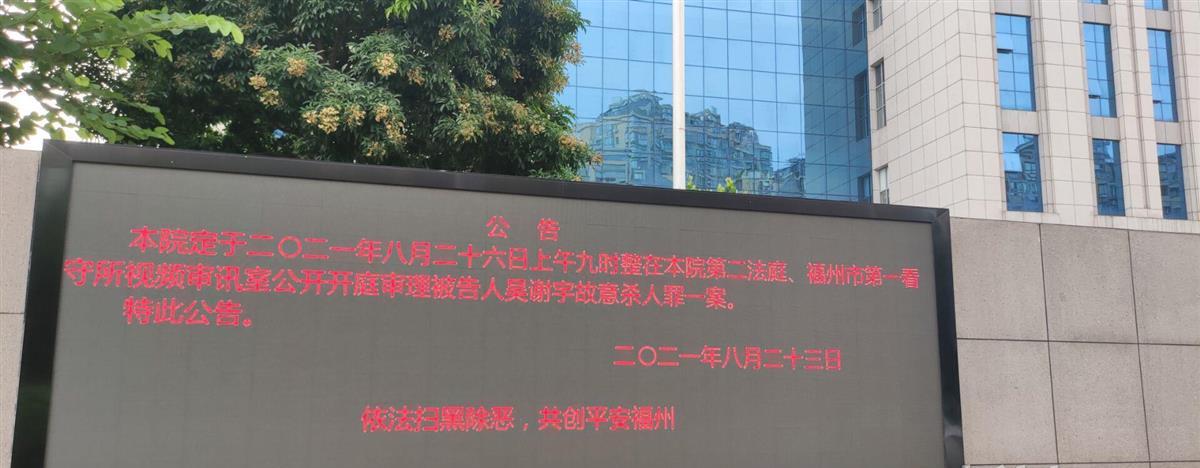 公 告
本院定于二〇二一年八月二十六日上午九时整在本院第二法庭、福州市第一看
守所视频审讯室公开开庭审理被告人吴谢宇故意杀人罪一案。
特此公告。
二〇二一年八月二十三日
依法扫黑除恶，共创平安福州